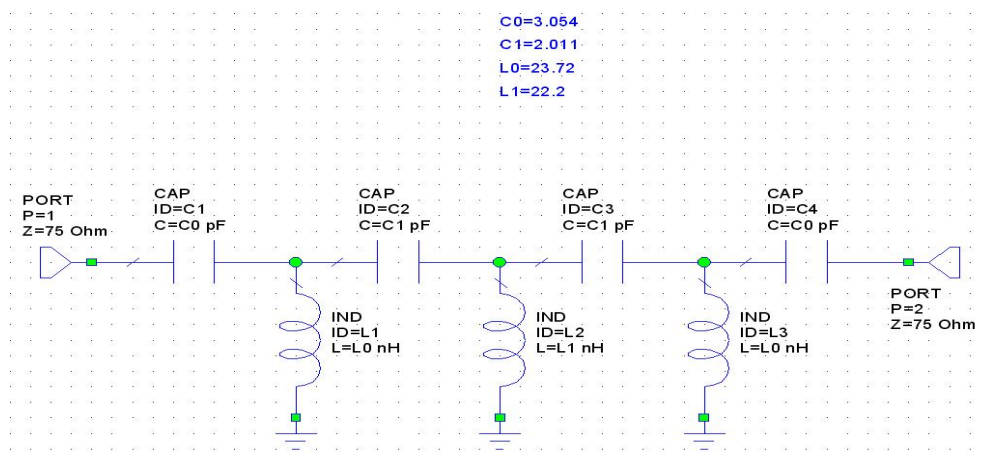 C0=3.054
C1=2.011
L0=23.72
L1=22.2
PORT
P=1
Z=75 Ohm
CAP
ID=C1
C=C0 pF
CAP
ID=C2
C=C1 pF
CAP
ID=C3
C=C1 pF
CAP
ID=C4
C=C0 pF
PORT
P=2
Z=75 Ohm
IND
ID=L1
L=L0 nH
IND
ID=L2
L=L1 nH
IND
ID=L3
L=L0 nH